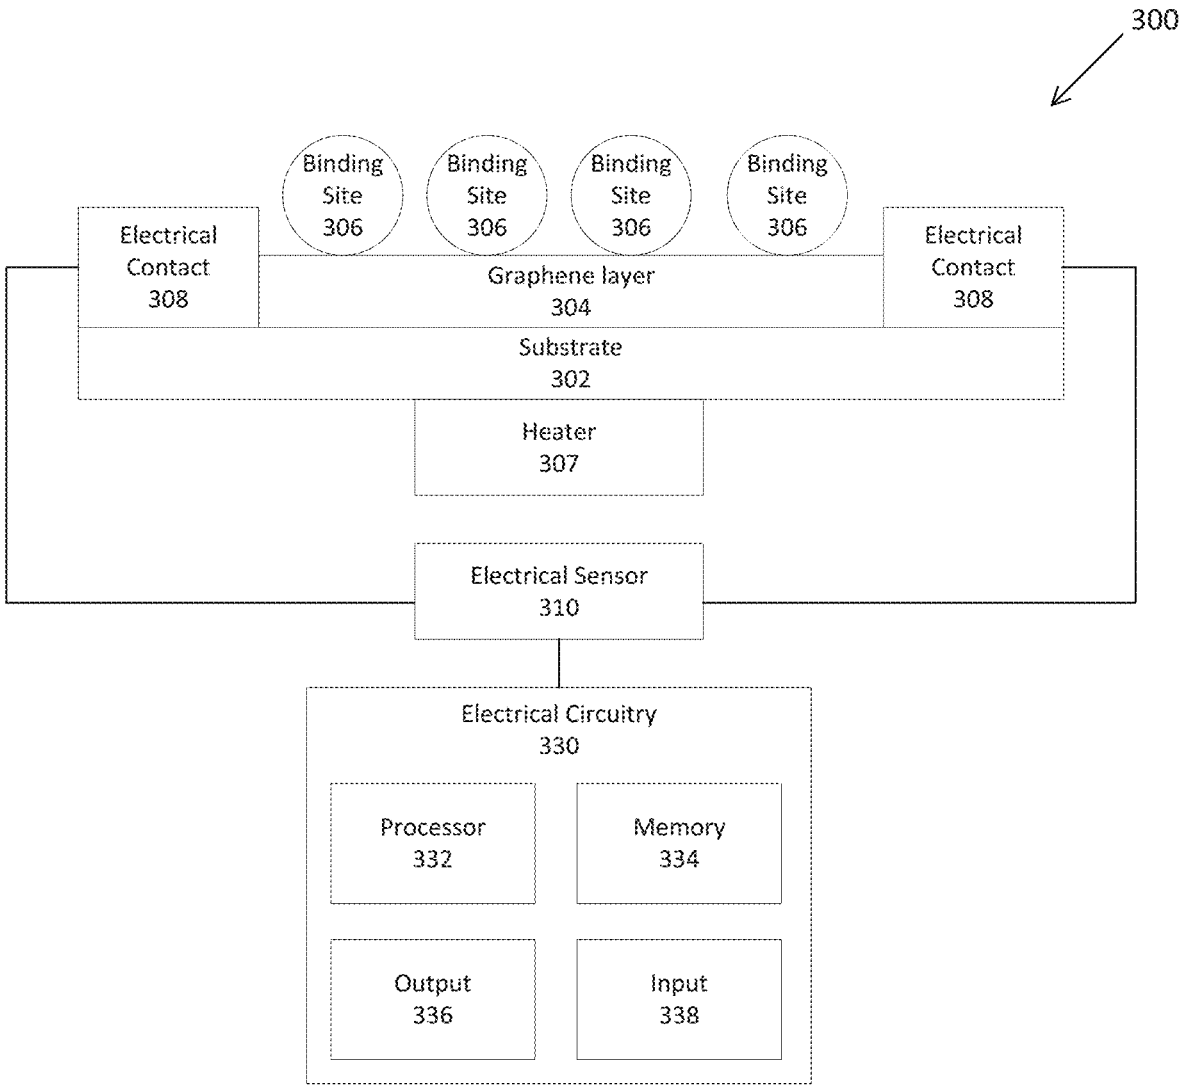 300
Binding
Site
306
Binding
Site
306
Binding
Site
306
Binding
Site
306
Electrical
Contact
308
Graphene layer
304
Electrical
Contact
308
Substrate
302
Heater
307
Electrical Sensor
310
Electrical Circuitry
330
Processor
332
Memory
334
Output
336
Input
338